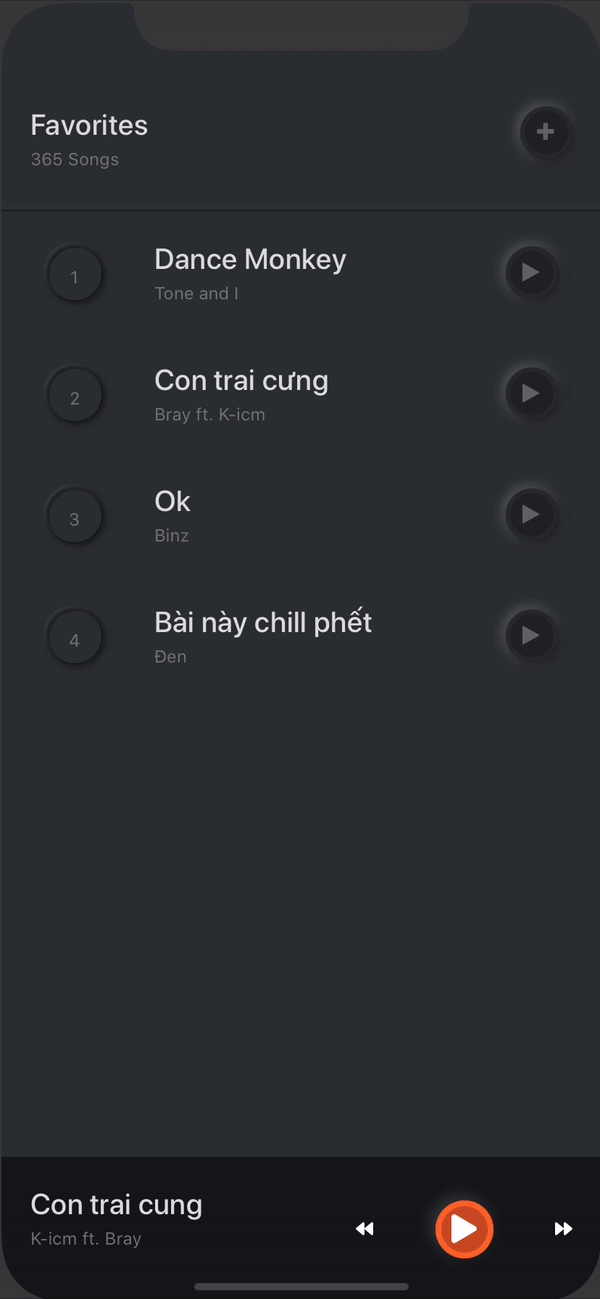 Favorites
365 Songs
1
Dance Monkey
Tone and I
2
Con trai cưng
Bray ft. K-icm
3
Ok
Binz
4
Bài này chill phết
Đen
Con trai cung
K-icm ft. Bray